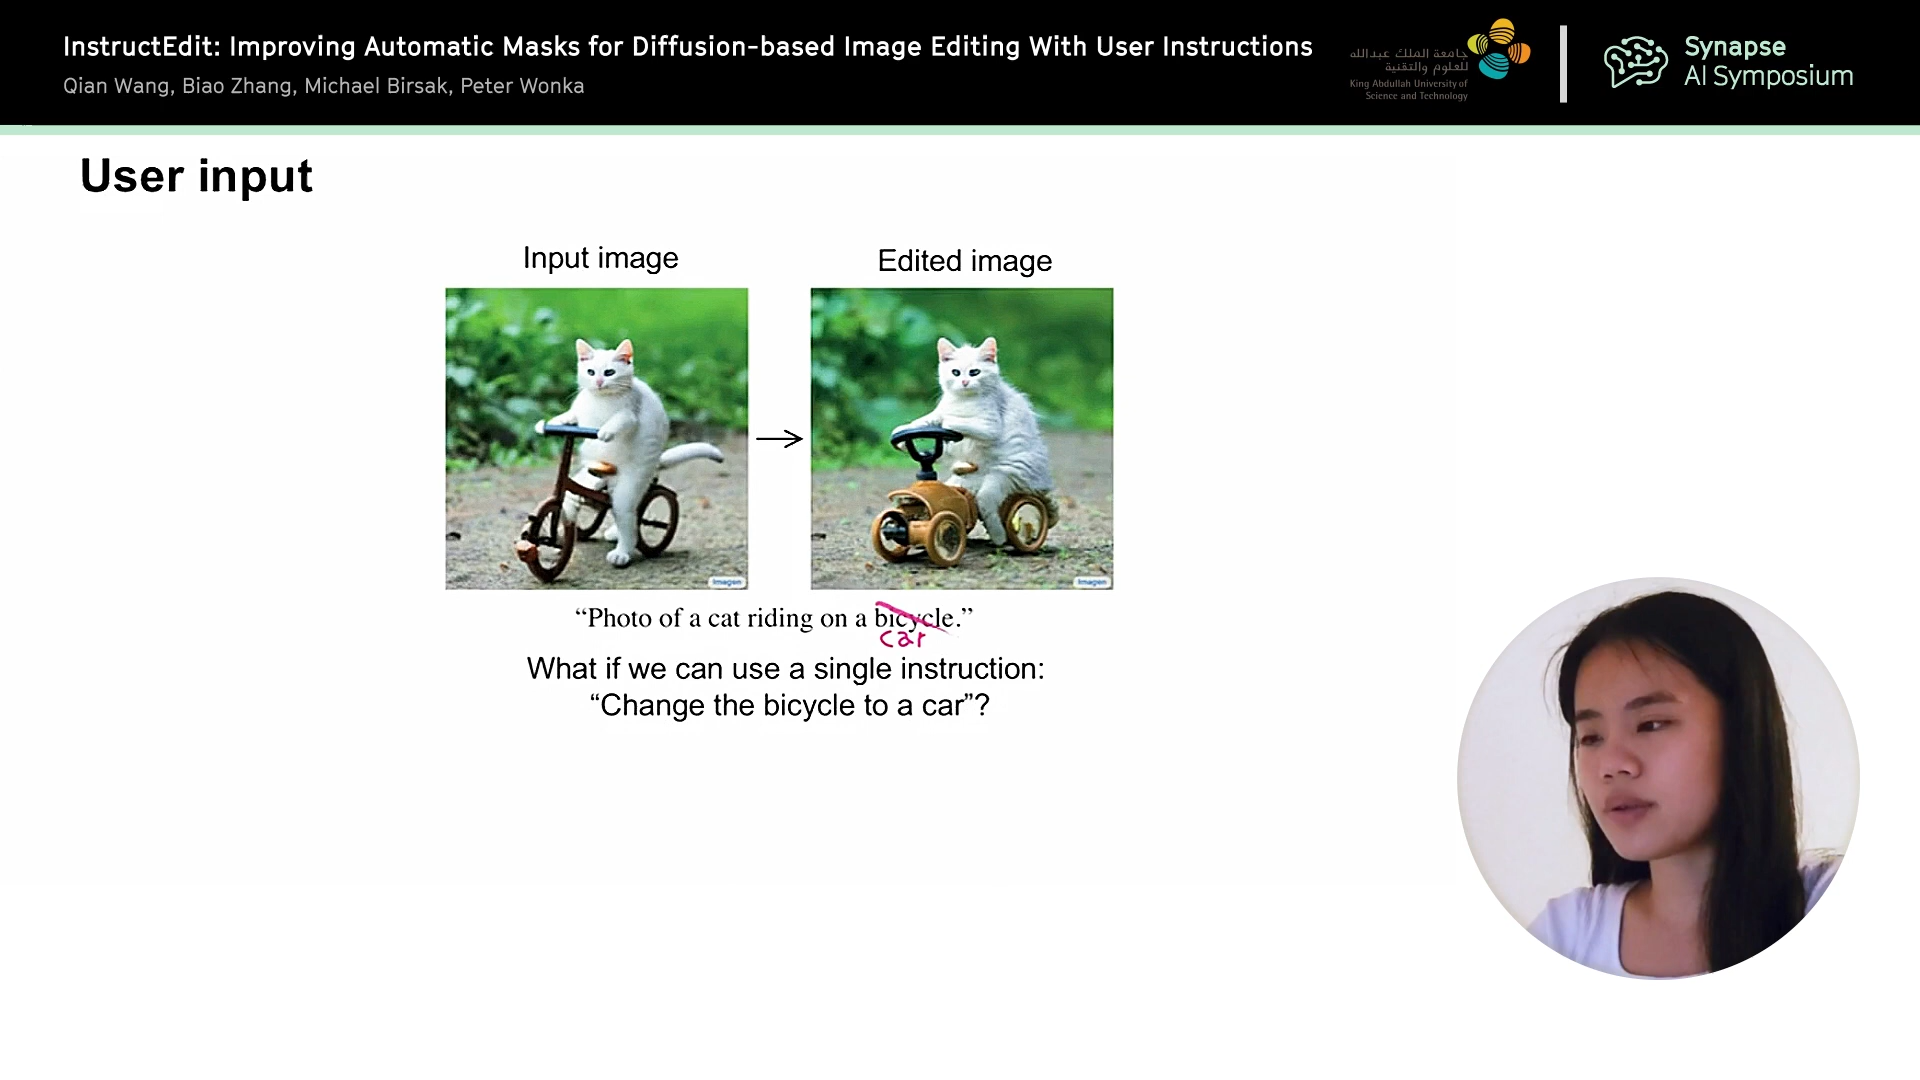 InstructEdit: Improving Automatic Masks for Diffusion-based Image Editing With User Instructions
Qian Wang, Biao Zhang, Michael Birsak, Peter Wonka
جامعة الملك عبدالله
للعلوم والتقنية
King Abdullah University of
Science and Technology
Synapse
AI Symposium
User input
Input image
Edited image
Imagen
Imagen
“Photo of a cat riding on a bicycle.”
car
What if we can use a single instruction:
“Change the bicycle to a car”?